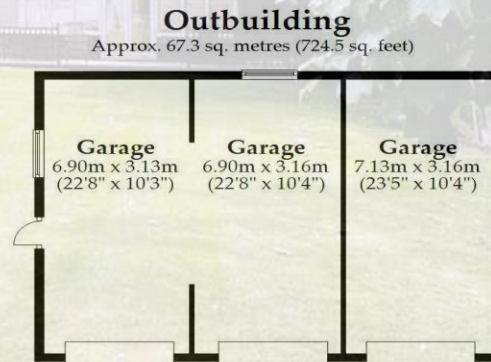 Outbuilding
Approx. 67.3 sq. metres (724.5 sq. feet)
Garage
6.90m x 3.13m
(22'8" x 10'3")
Garage
6.90m x 3.16m
(22'8" x 10'4")
Garage
7.13m x 3.16m
(23'5" x 10'4")